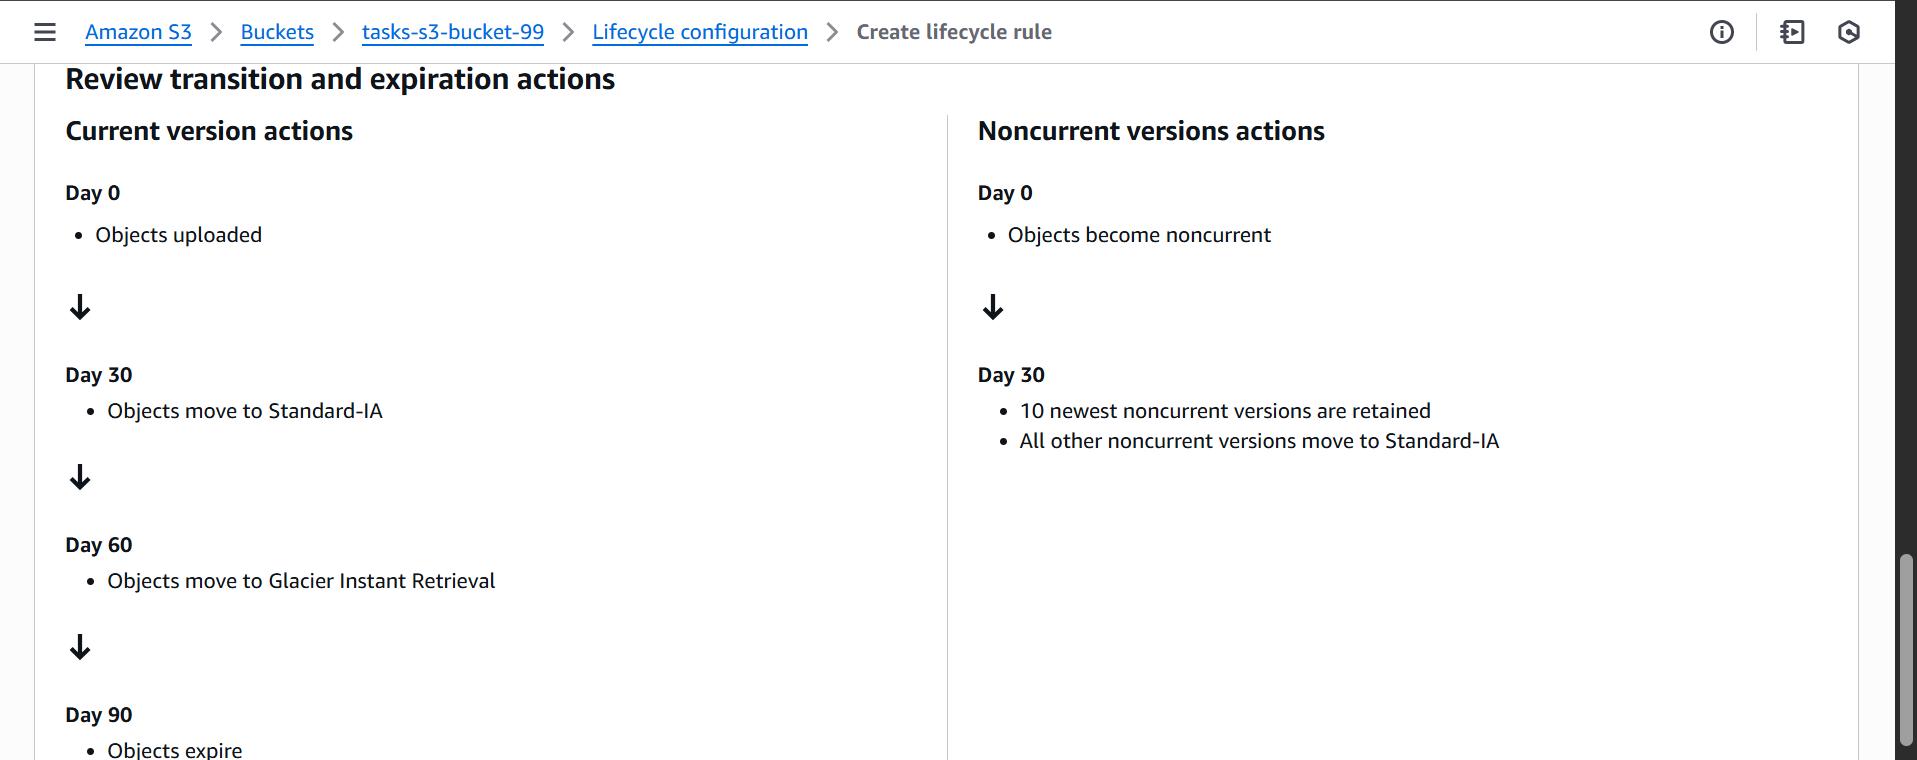 Amazon S3 > Buckets > tasks-s3-bucket-99 > Lifecycle configuration > Create lifecycle rule
Review transition and expiration actions
Current version actions
Day 0
• Objects uploaded
↓
Day 30
• Objects move to Standard-IA
↓
Day 60
• Objects move to Glacier Instant Retrieval
↓
Day 90
• Objects expire
Noncurrent versions actions
Day 0
• Objects become noncurrent
↓
Day 30
• 10 newest noncurrent versions are retained
• All other noncurrent versions move to Standard-IA